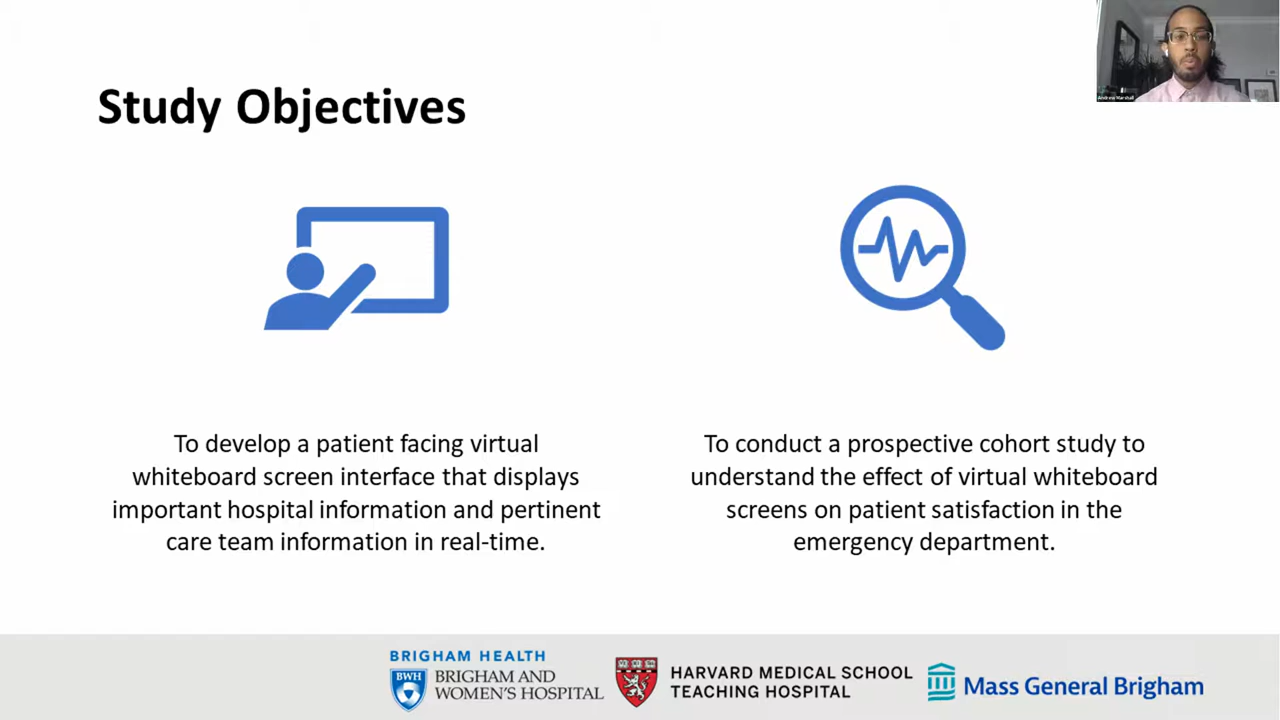 Andrew Marshall
Study Objectives
To develop a patient facing virtual
whiteboard screen interface that displays
important hospital information and pertinent
care team information in real-time.
To conduct a prospective cohort study to
understand the effect of virtual whiteboard
screens on patient satisfaction in the
emergency department.
BRIGHAM HEALTH
BWH
BRIGHAM AND
WOMEN'S HOSPITAL
HARVARD MEDICAL SCHOOL
TEACHING HOSPITAL
Mass General Brigham